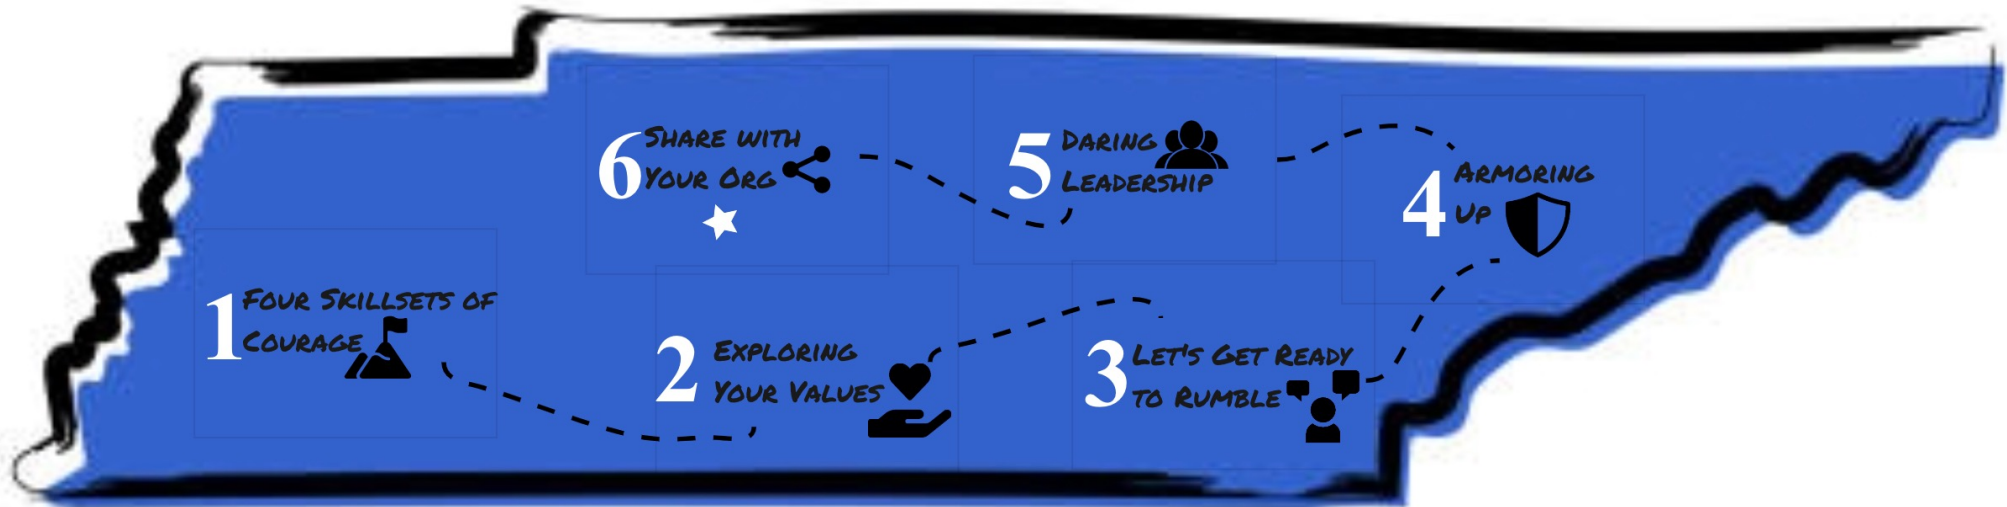 1 Four Skillsets of
Courage
2 Exploring
Your Values
3 Let's Get Ready
to Rumble
4 Armoring
Up
5 Daring
Leadership
6 Share with
Your Org